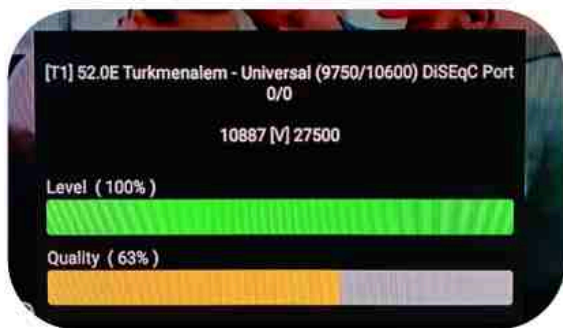 [T1] 52.0E Turkmenalem - Universal (9750/10600) DiSEqC Port
0/0
10887 [V] 27500
Level ( 100% )
Quality ( 63% )